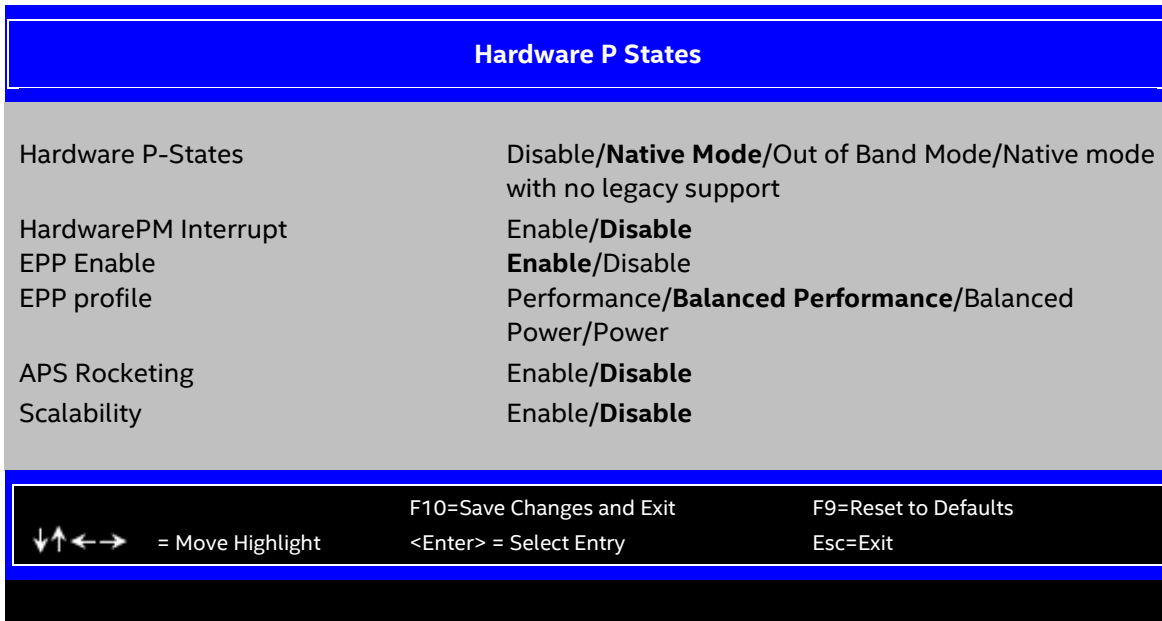 Hardware P States
Hardware P-States Disable/Native Mode/Out of Band Mode/Native mode
with no legacy support
HardwarePM Interrupt Enable/Disable
EPP Enable Enable/Disable
EPP profile Performance/Balanced Performance/Balanced
Power/Power
APS Rocketing Enable/Disable
Scalability Enable/Disable
F10=Save Changes and Exit F9=Reset to Defaults
↓↑←→ = Move Highlight <Enter> = Select Entry Esc=Exit